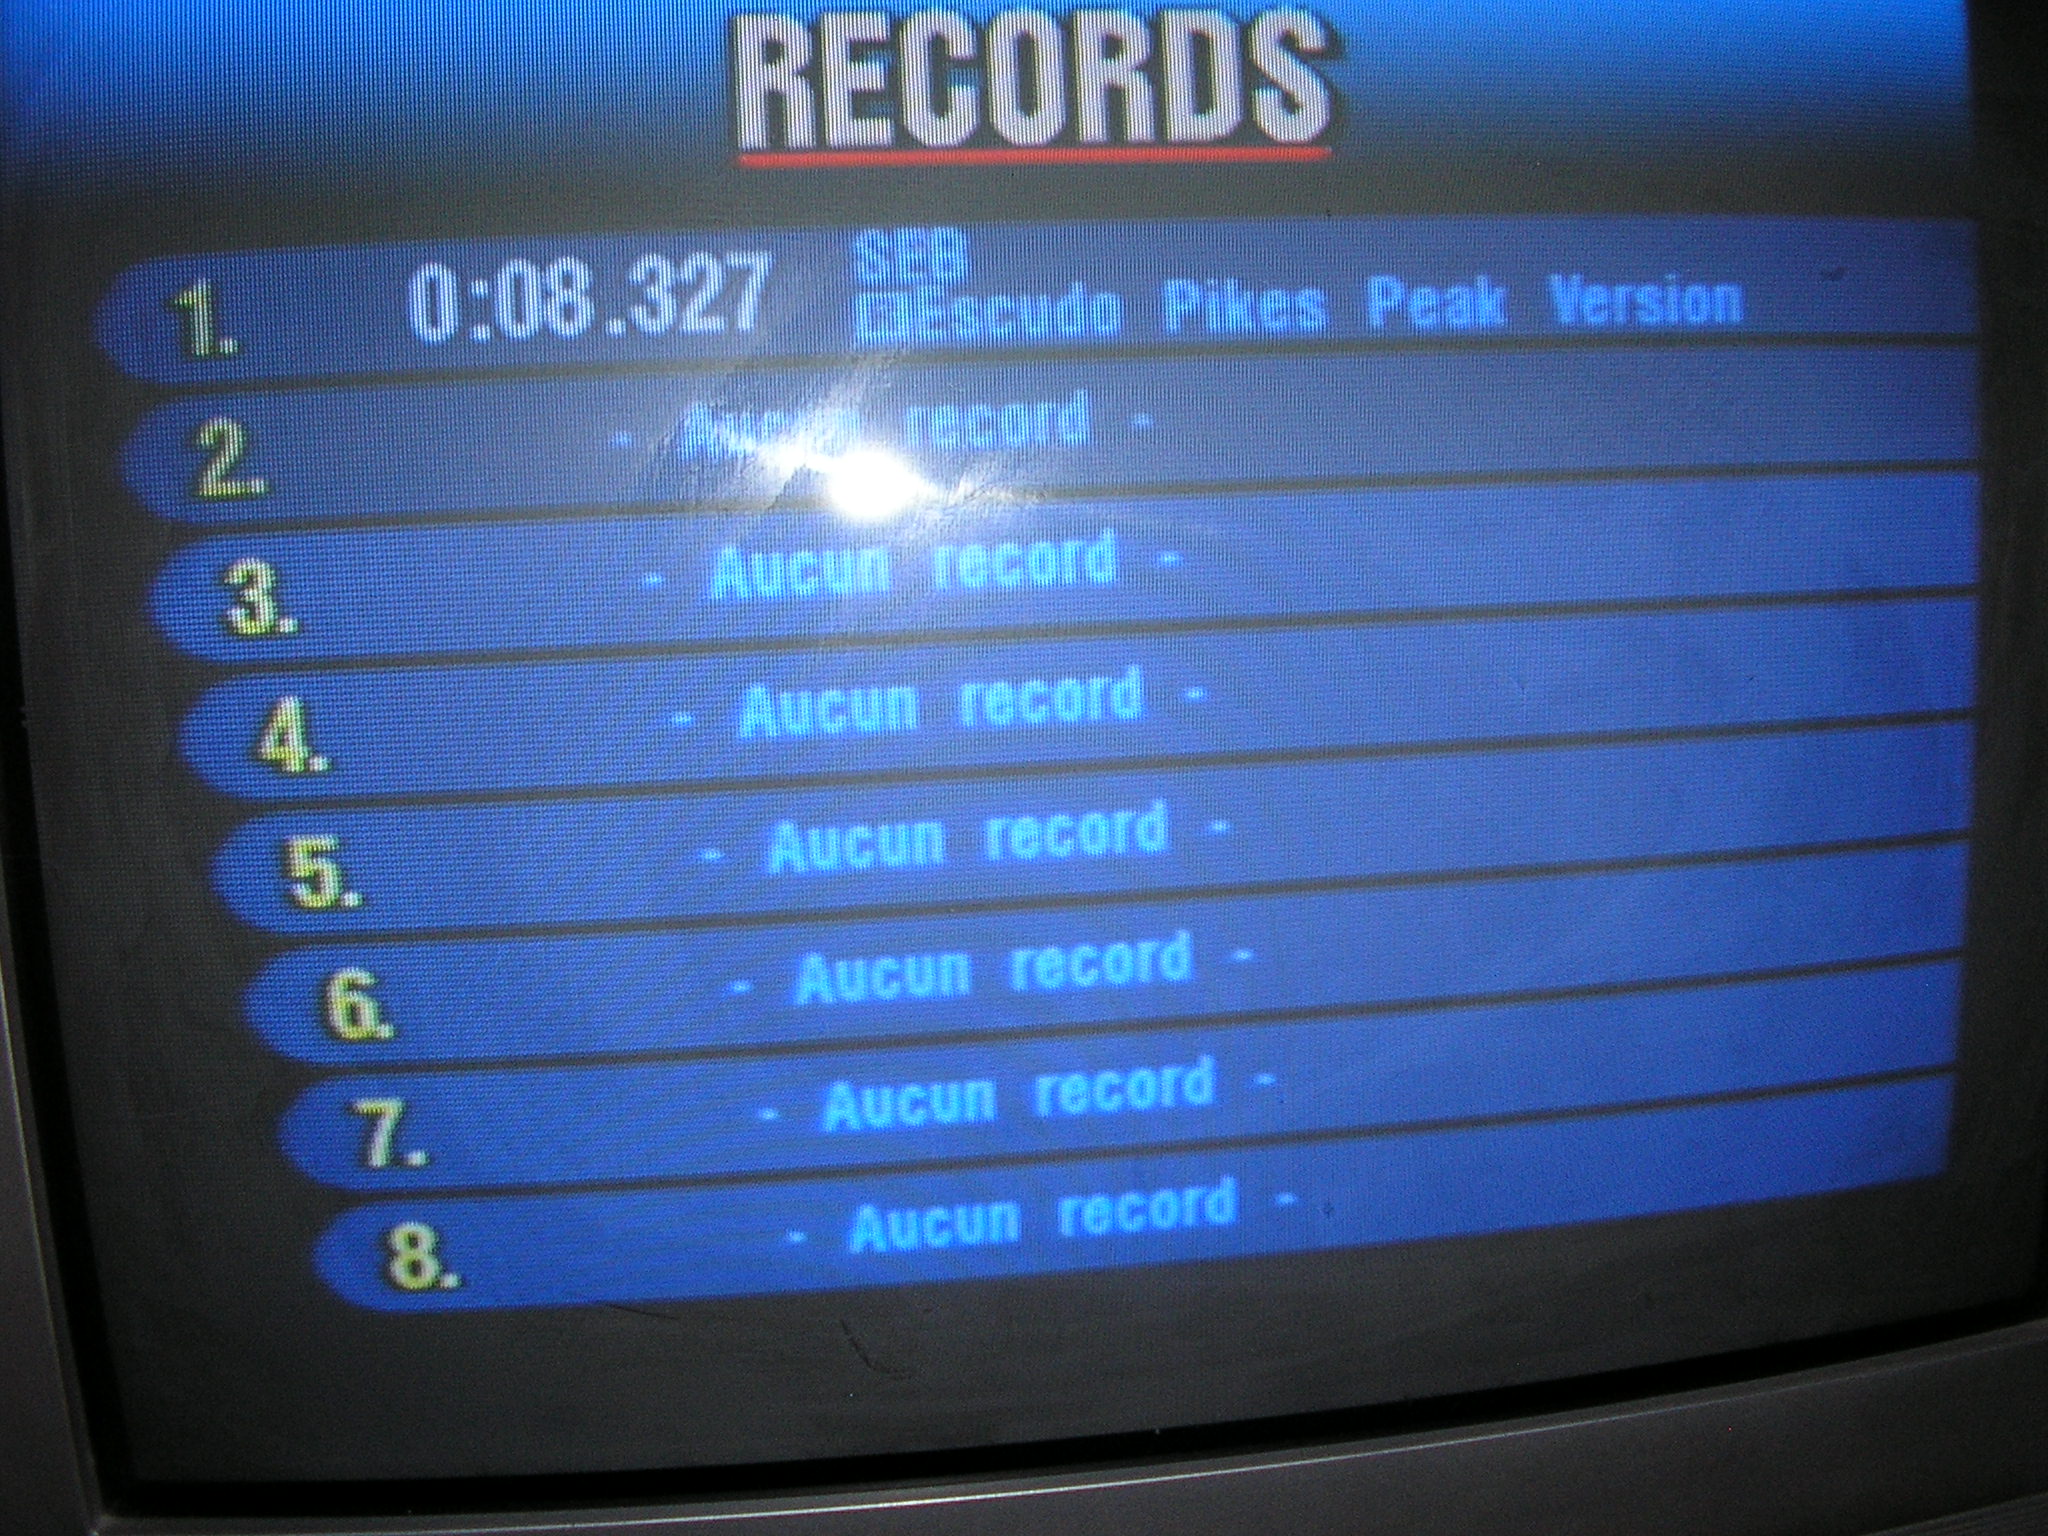 RECORDS
1. 0:08.327 SEB
Escudo Pikes Peak Version
2. - Aucun record -
3. - Aucun record -
4. - Aucun record -
5. - Aucun record -
6. - Aucun record -
7. - Aucun record -
8. - Aucun record -